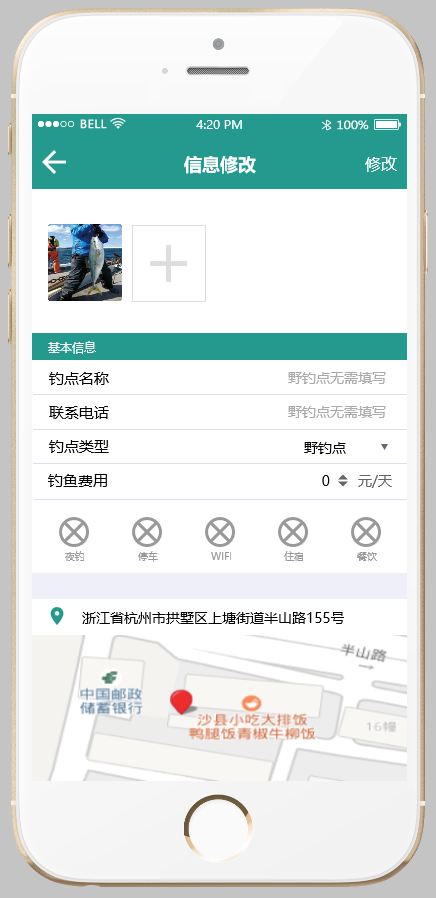 BELL 4:20 PM 100%
信息修改 修改
基本信息
钓点名称 野钓点无需填写
联系电话 野钓点无需填写
钓点类型 野钓点
钓鱼费用 0 元/天
夜钓 停车 WIFI 住宿 餐饮
浙江省杭州市拱墅区上塘街道半山路155号
半山路
中国邮政
储蓄银行
沙县小吃大排饭
鸭腿饭青椒牛柳饭
16幢